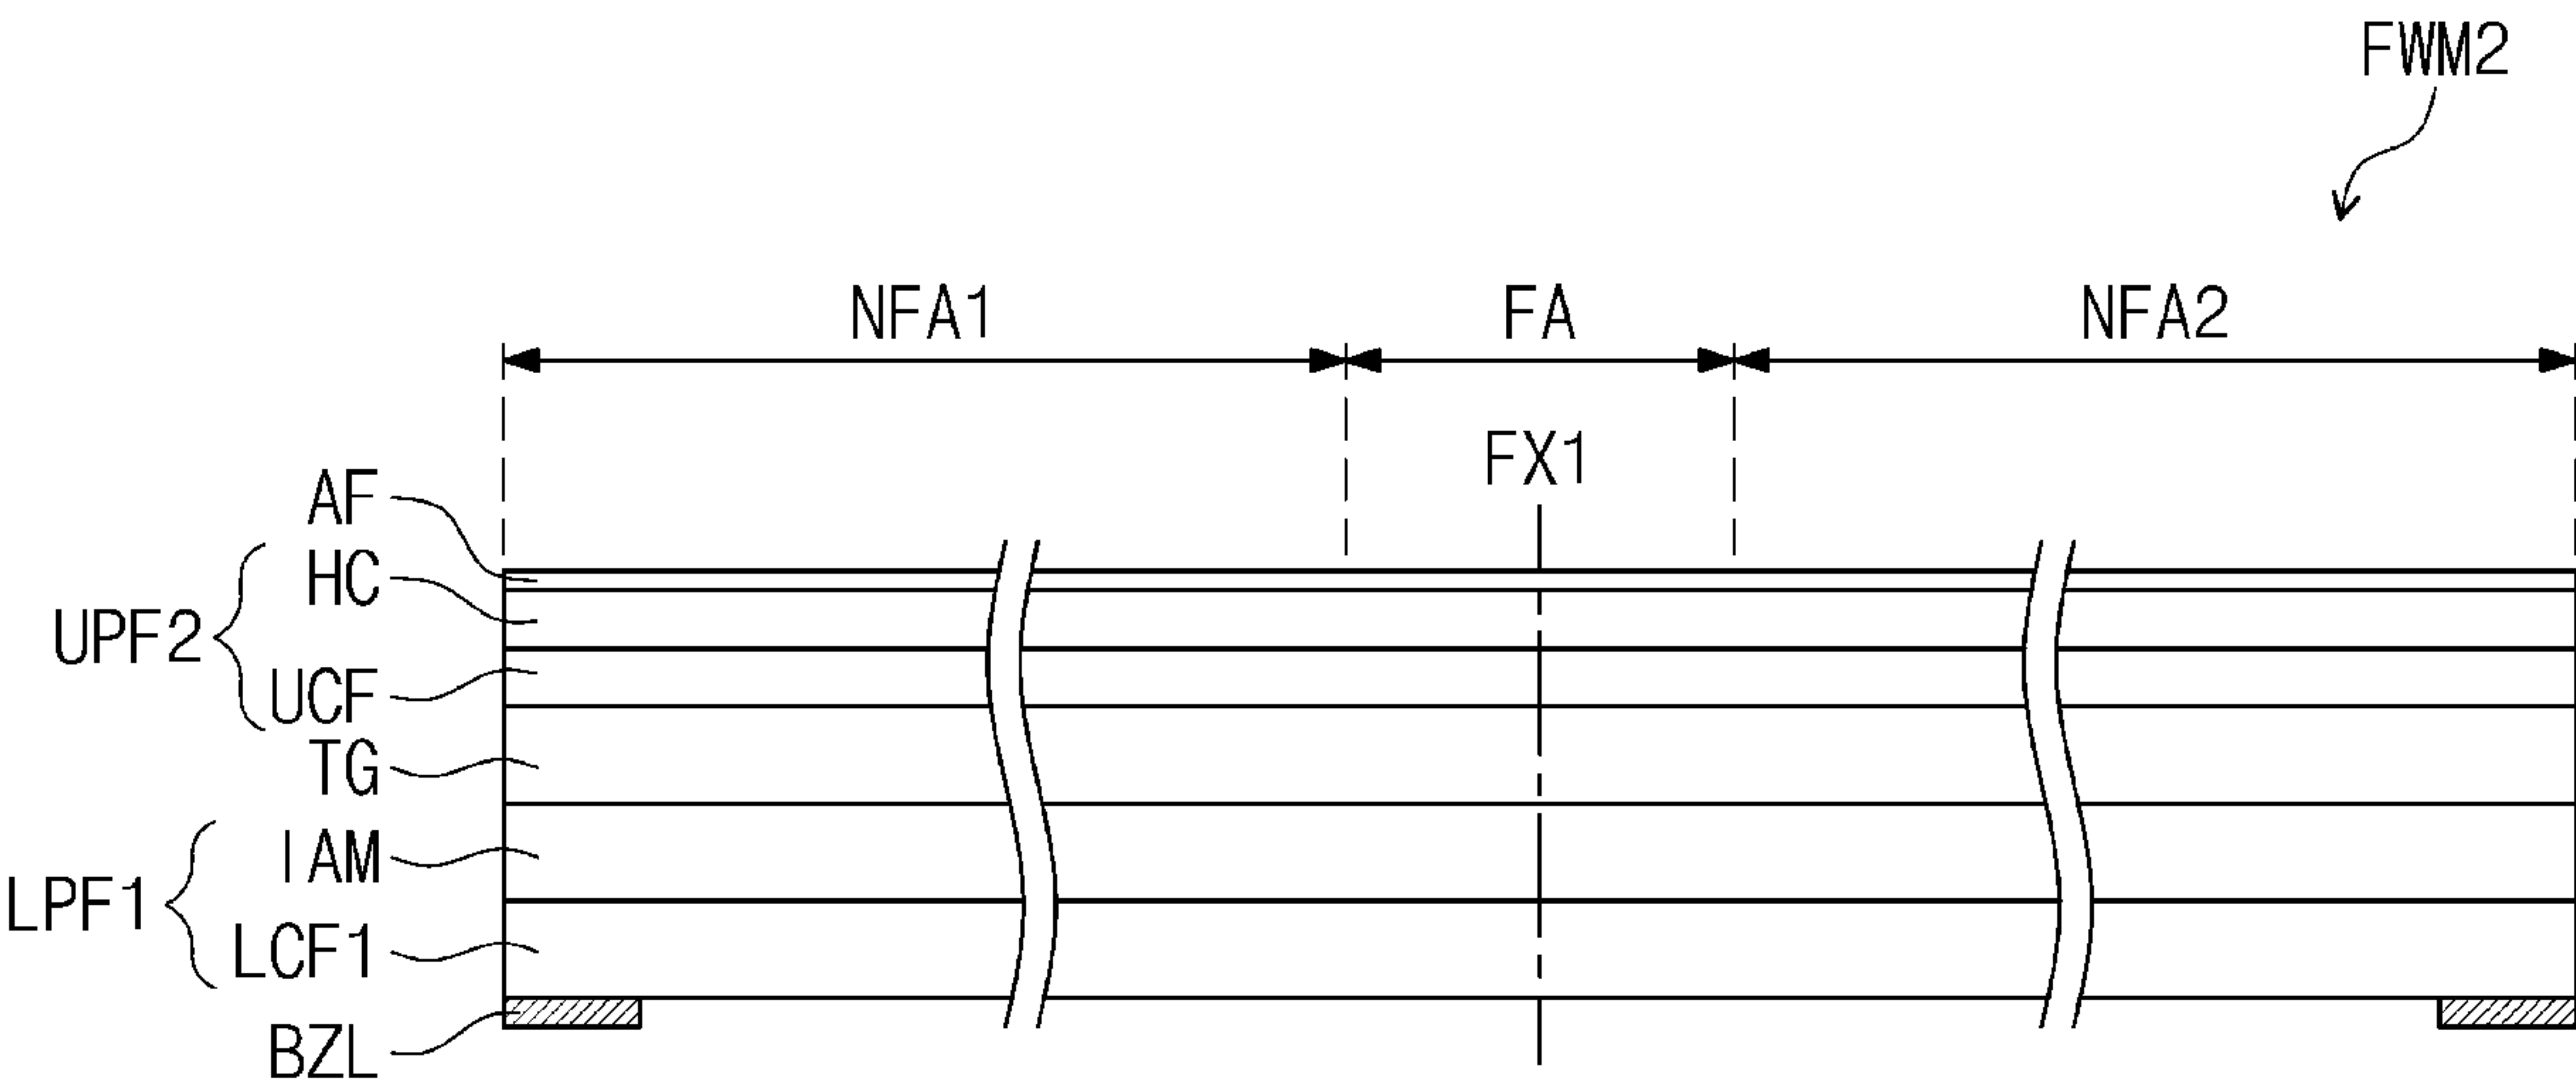 FWM2
NFA1 FA NFA2
FX1
AF
HC
UPF2
UCF
TG
IAM
LPF1
LCF1
BZL